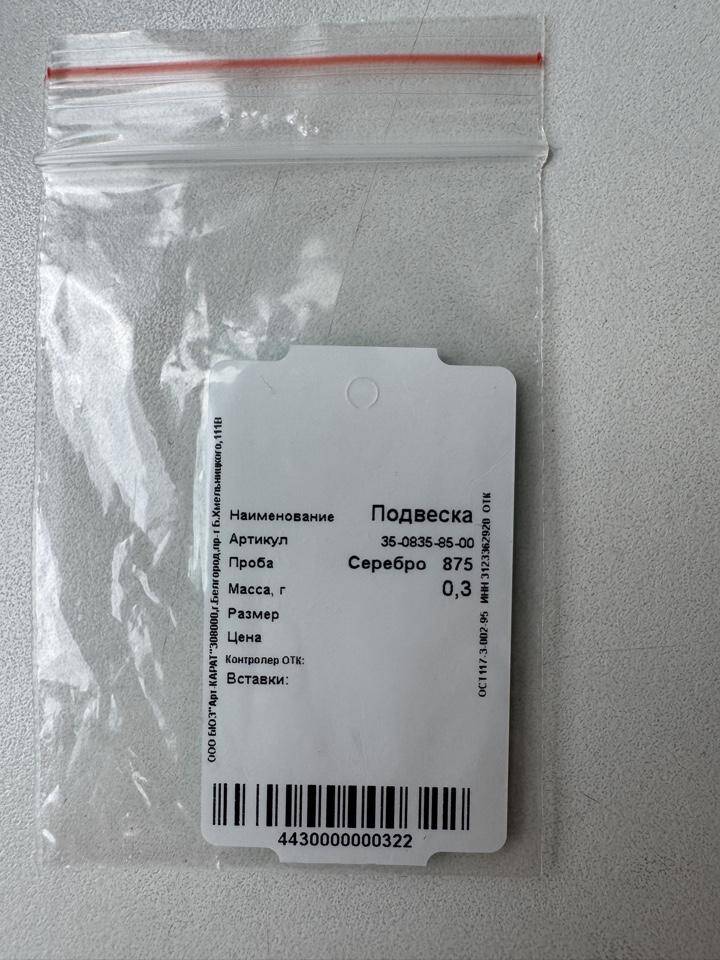 ООО БЮЗ"Арт-КАРАТ"308000,г.Белгород,пр-т Б.Хмельницкого,111В
Наименование Подвеска
Артикул 35-0835-85-00
Проба Серебро 875
Масса, г 0,3
Размер
Цена
Контролер ОТК:
Вставки:
ОСТ117-3-002-95 ИНН 3123362920 ОТК
4430000000322